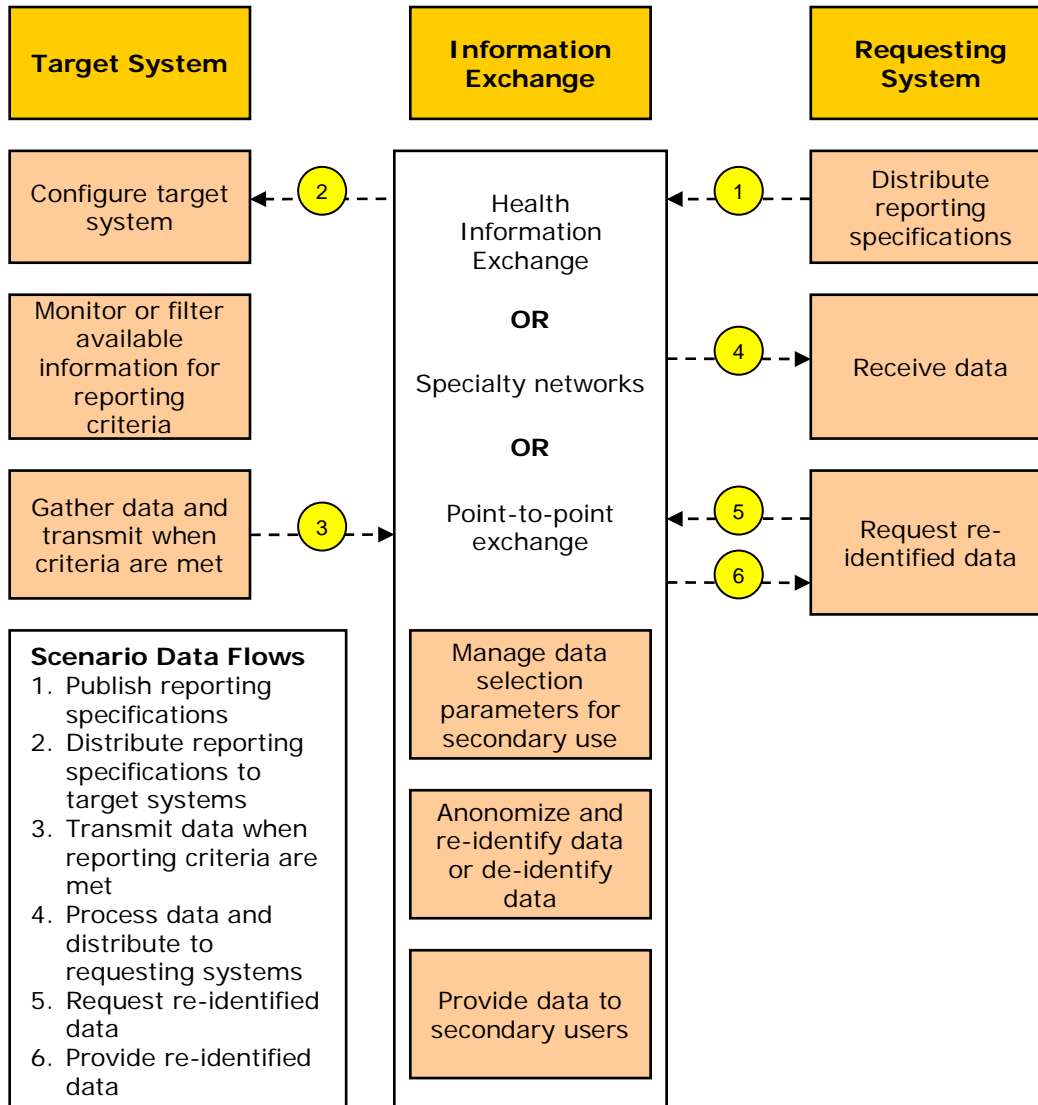 Target System
Information
Exchange
Requesting
System
Configure target
system
2
Health
Information
Exchange
1
Distribute
reporting
specifications
Monitor or filter
available
information for
reporting
criteria
OR
Specialty networks
OR
4
Receive data
Gather data and
transmit when
criteria are met
3
Point-to-point
exchange
5
6
Request re-
identified data
Scenario Data Flows
1. Publish reporting
specifications
2. Distribute reporting
specifications to
target systems
3. Transmit data when
reporting criteria are
met
4. Process data and
distribute to
requesting systems
5. Request re-identified
data
6. Provide re-identified
data
Manage data
selection
parameters for
secondary use
Anonomize and
re-identify data
or de-identify
data
Provide data to
secondary users